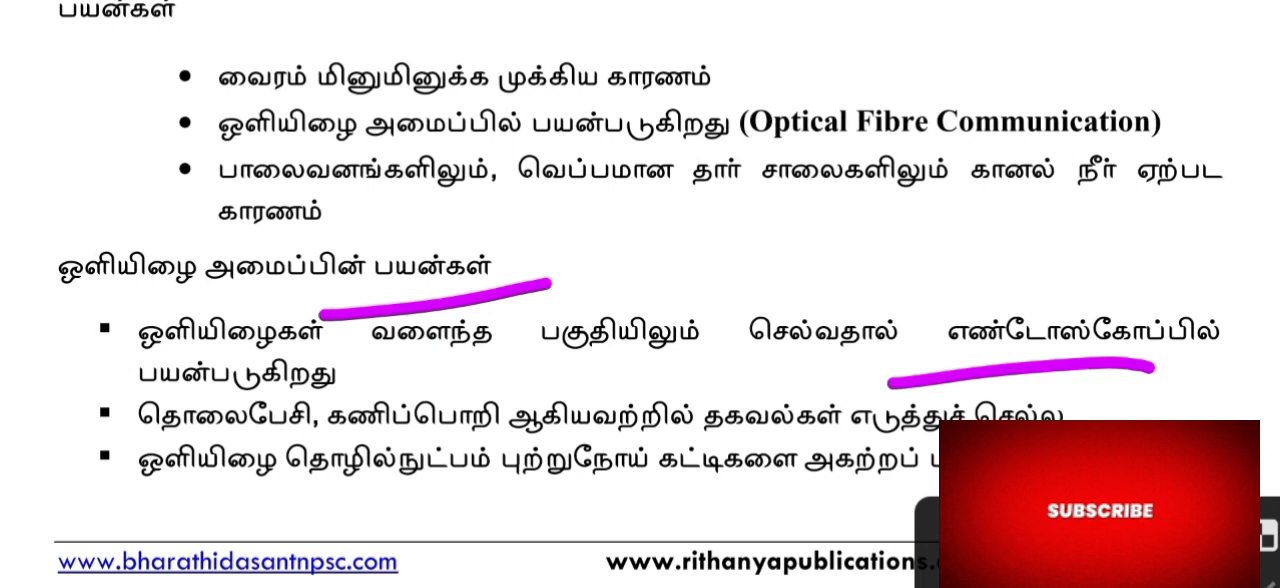 பயன்கள்
• வைரம் மினுமினுக்க முக்கிய காரணம்
• ஒளியிழை அமைப்பில் பயன்படுகிறது (Optical Fibre Communication)
• பாலைவனங்களிலும், வெப்பமான தார் சாலைகளிலும் கானல் நீர் ஏற்பட
காரணம்
ஒளியிழை அமைப்பின் பயன்கள்
▪ ஒளியிழைகள் வளைந்த பகுதியிலும் செல்வதால் எண்டோஸ்கோப்பில்
பயன்படுகிறது
▪ தொலைபேசி, கணிப்பொறி ஆகியவற்றில் தகவல்கள் எடுத்துச் செல்ல
▪ ஒளியிழை தொழில்நுட்பம் புற்றுநோய் கட்டிகளை அகற்றப்
SUBSCRIBE
www.bharathidasantnpsc.com www.rithanyapublications.